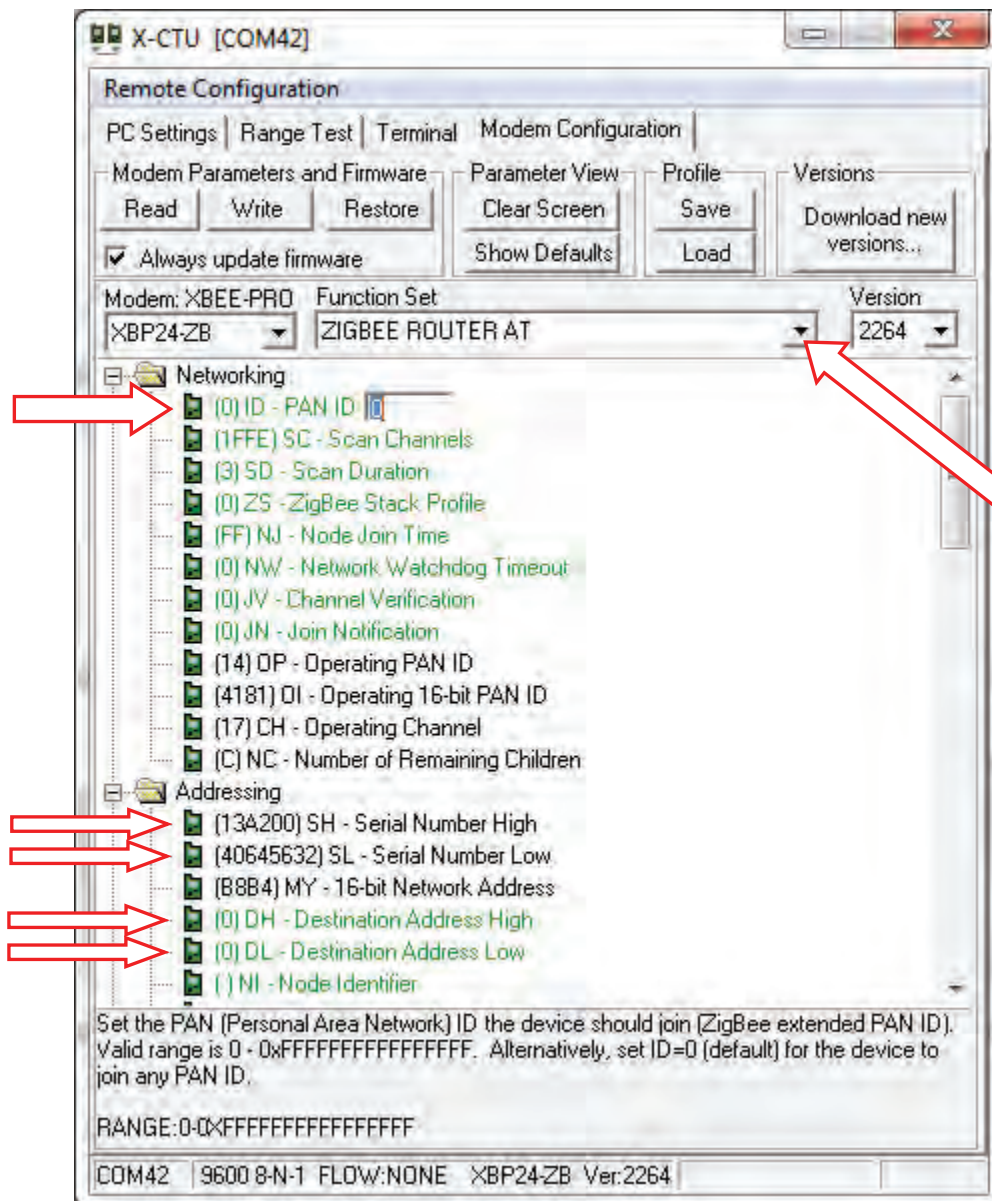 X-CTU [COM42]
Remote Configuration
PC Settings Range Test Terminal Modem Configuration
Modem Parameters and Firmware Parameter View Profile Versions
Read Write Restore Clear Screen Save Download new versions...
Always update firmware Show Defaults Load
Modem: XBEE-PRO Function Set Version
XBP24-ZB ZIGBEE ROUTER AT 2264
Networking
(0) ID - PAN ID 0
(1FFE) SC - Scan Channels
(3) SD - Scan Duration
(0) ZS - ZigBee Stack Profile
(FF) NJ - Node Join Time
(0) NW - Network Watchdog Timeout
(0) JV - Channel Verification
(0) JN - Join Notification
(14) OP - Operating PAN ID
(4181) OI - Operating 16-bit PAN ID
(17) CH - Operating Channel
(C) NC - Number of Remaining Children
Addressing
(13A200) SH - Serial Number High
(40645632) SL - Serial Number Low
(B8B4) MY - 16-bit Network Address
(0) DH - Destination Address High
(0) DL - Destination Address Low
( ) NI - Node Identifier
Set the PAN (Personal Area Network) ID the device should join (ZigBee extended PAN ID).
Valid range is 0 - 0xFFFFFFFFFFFFFFFF. Alternatively, set ID=0 (default) for the device to
join any PAN ID.
RANGE:0-0XFFFFFFFFFFFFFFFF
COM42 9600 8-N-1 FLOW:NONE XBP24-ZB Ver:2264